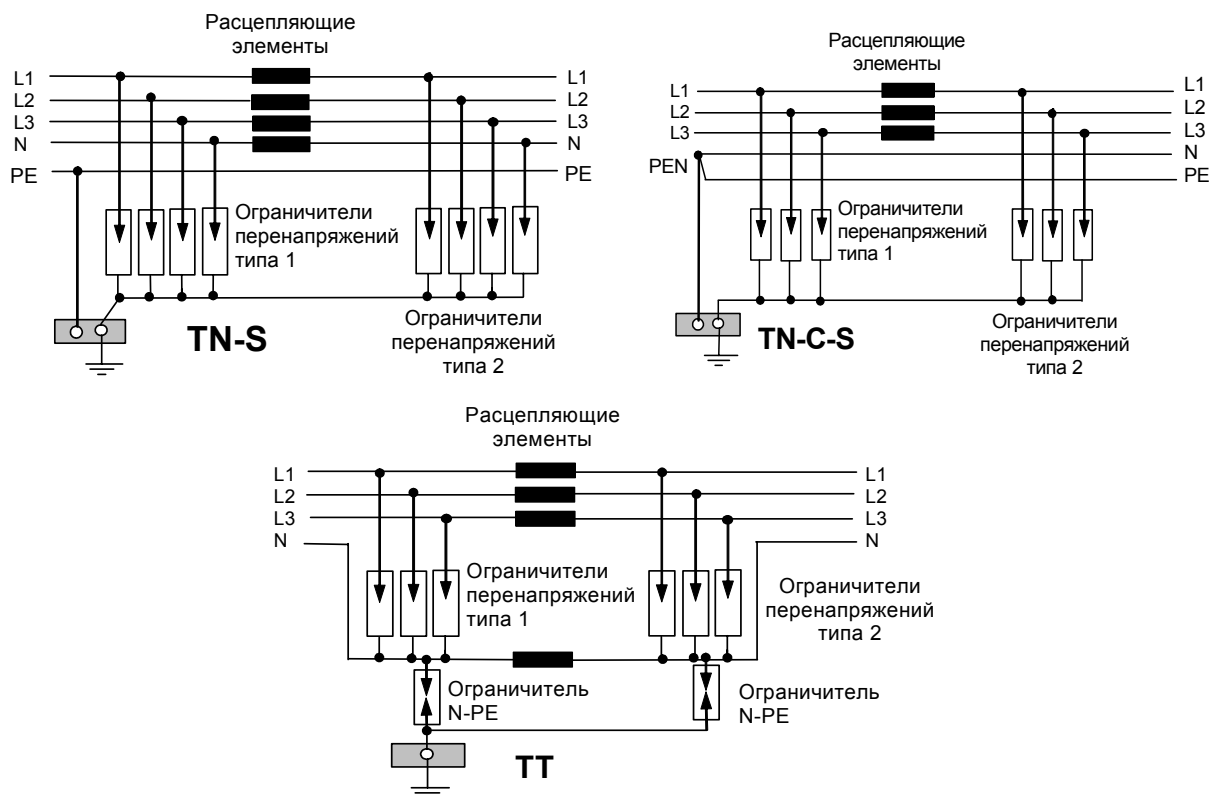 Расцепляющие
элементы
L1
L2
L3
N
PE
L1
L2
L3
N
PE
Ограничители
перенапряжений
типа 1
Ограничители
перенапряжений
типа 2
TN-S
Расцепляющие
элементы
L1
L2
L3
PEN
L1
L2
L3
N
PE
Ограничители
перенапряжений
типа 1
Ограничители
перенапряжений
типа 2
TN-C-S
Расцепляющие
элементы
L1
L2
L3
N
L1
L2
L3
N
Ограничители
перенапряжений
типа 1
Ограничители
перенапряжений
типа 2
Ограничитель
N-PE
Ограничитель
N-PE
TT